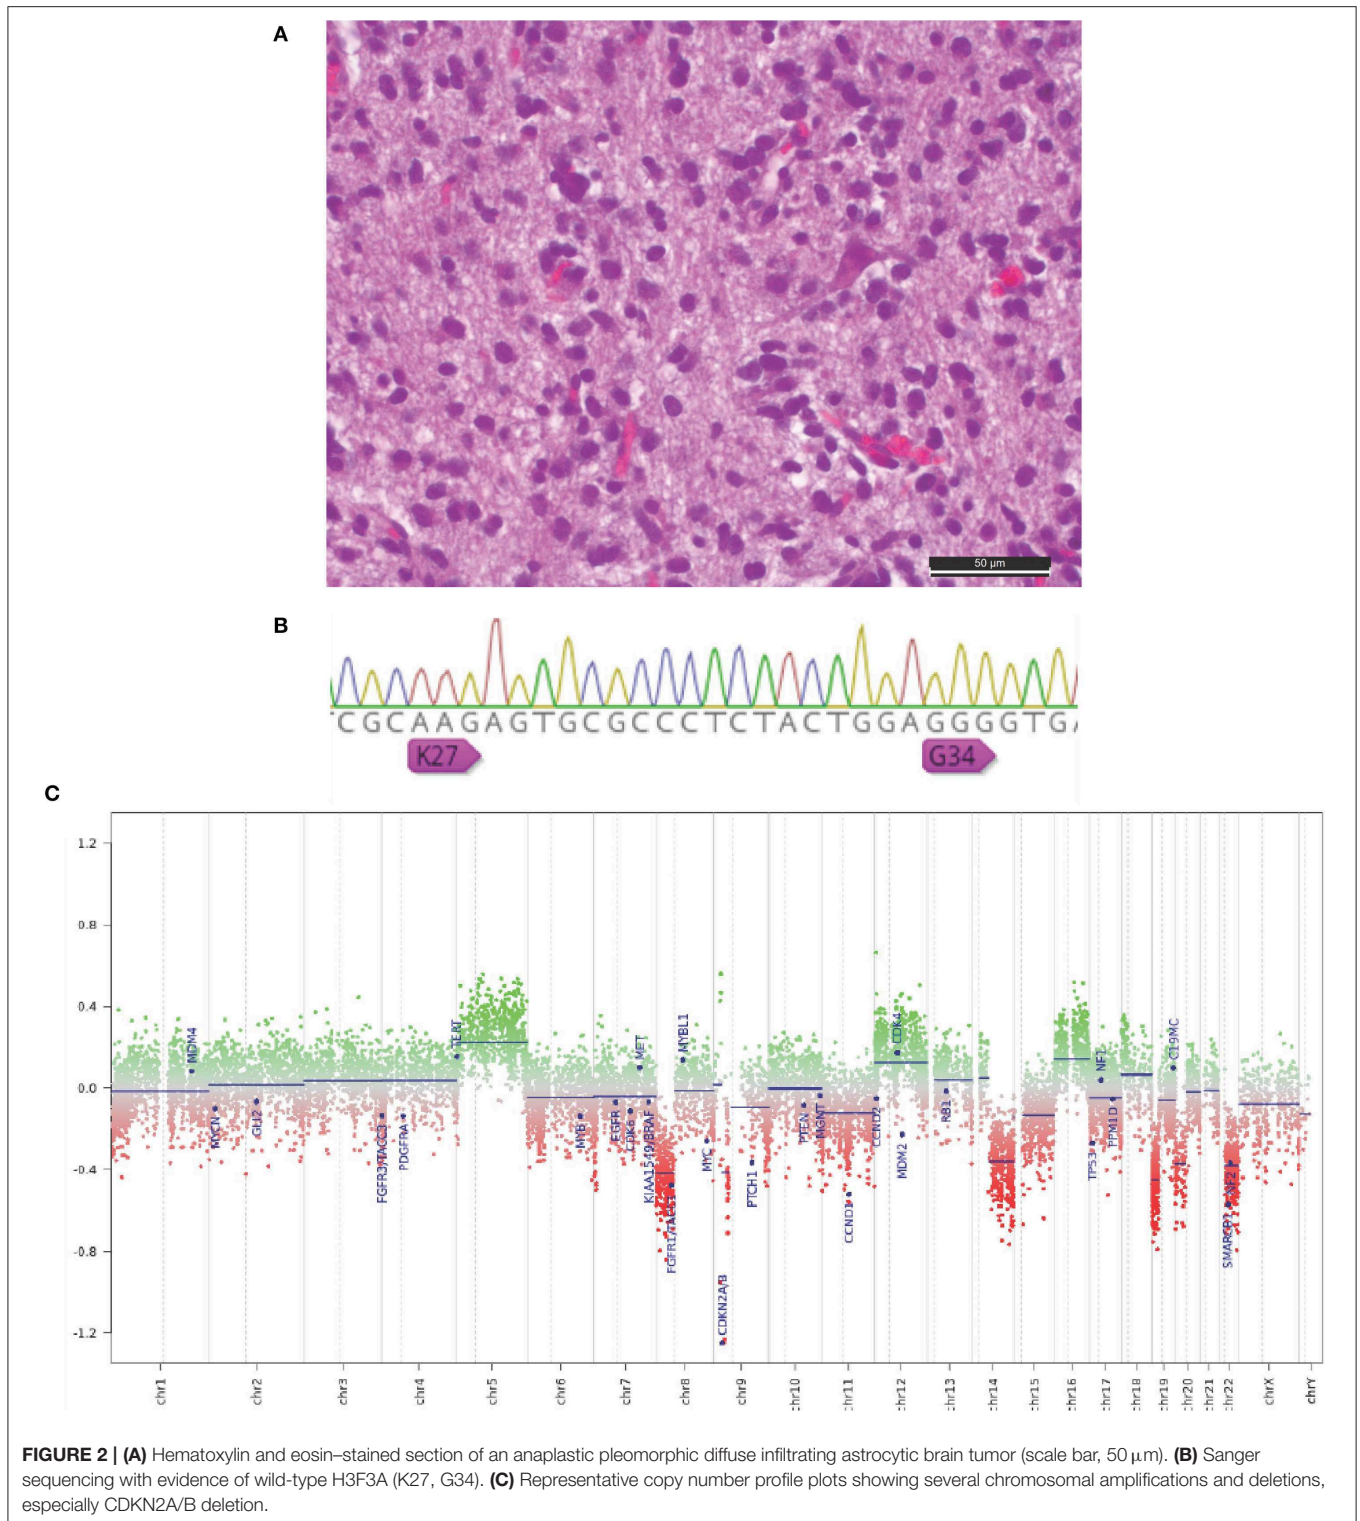 A
50 µm
B
CGCAAGAGTGCGCCCTCTACTGGAGGGGTGA
K27
G34
C
1.2
0.8
0.4
0.0
-0.4
-0.8
-1.2
MDM4
MYCN
GLI2
FGFR3/TACC3
PDGFRA
TERT
MYB
EGFR
CDK6
MET
KIAA1549/BRAF
FGFR1/TACC1
MYBL1
MYC
CDKN2A/B
PTCH1
PTEN
MGMT
CCND1
CCND2
CDK4
MDM2
RB1
TP53
NF1
PPM1D
C19MC
SMARCB1
NF2
chr1
chr2
chr3
chr4
chr5
chr6
chr7
chr8
chr9
chr10
chr11
chr12
chr13
chr14
chr15
chr16
chr17
chr18
chr19
chr20
chr21
chr22
chrX
chrY
FIGURE 2 | (A) Hematoxylin and eosin–stained section of an anaplastic pleomorphic diffuse infiltrating astrocytic brain tumor (scale bar, 50 µm). (B) Sanger
sequencing with evidence of wild-type H3F3A (K27, G34). (C) Representative copy number profile plots showing several chromosomal amplifications and deletions,
especially CDKN2A/B deletion.